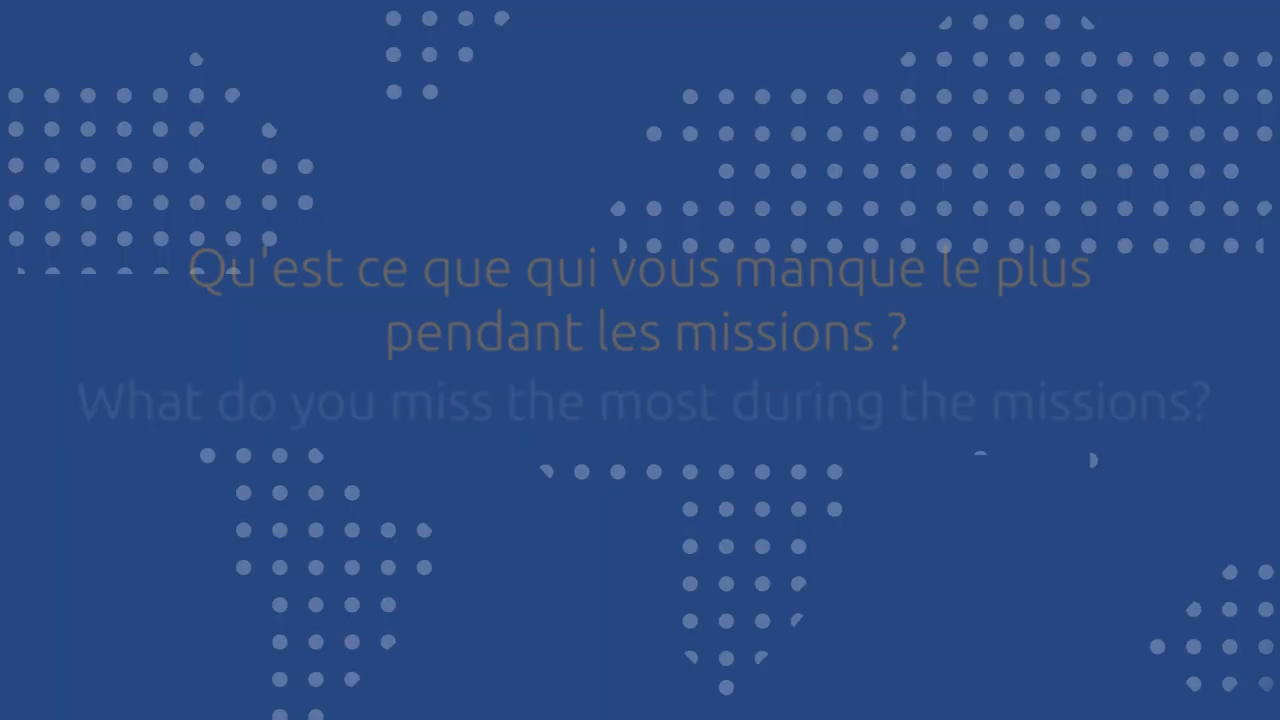 Qu'est ce que qui vous manque le plus
pendant les missions ?
What do you miss the most during the missions?